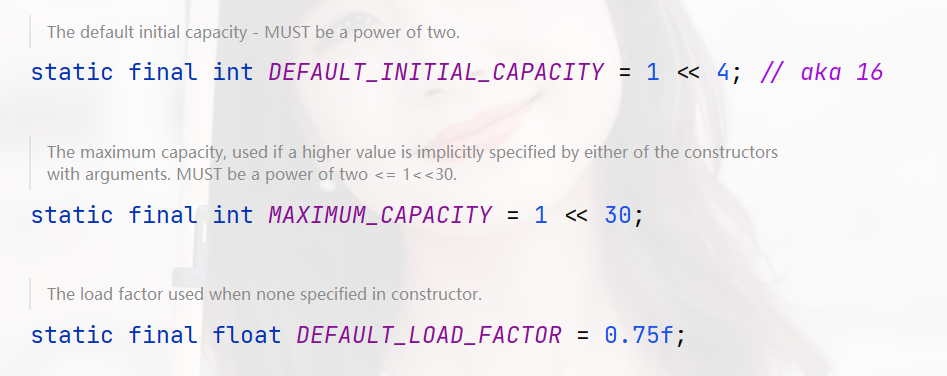 The default initial capacity - MUST be a power of two.
static final int DEFAULT_INITIAL_CAPACITY = 1 << 4; // aka 16
The maximum capacity, used if a higher value is implicitly specified by either of the constructors
with arguments. MUST be a power of two <= 1<<30.
static final int MAXIMUM_CAPACITY = 1 << 30;
The load factor used when none specified in constructor.
static final float DEFAULT_LOAD_FACTOR = 0.75f;